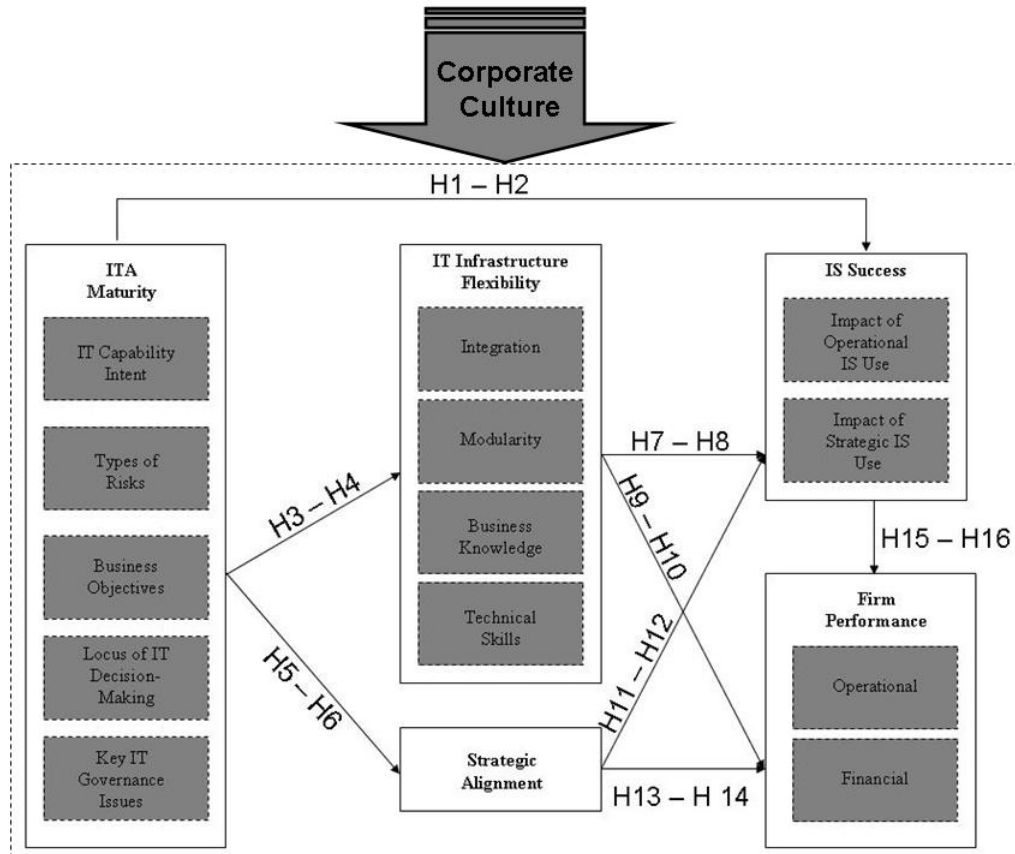 Corporate
Culture
H1 – H2
ITA
Maturity
IT Capability
Intent
Types of
Risks
Business
Objectives
Locus of IT
Decision-
Making
Key IT
Governance
Issues
H3 – H4
H5 – H6
IT Infrastructure
Flexibility
Integration
Modularity
Business
Knowledge
Technical
Skills
Strategic
Alignment
H7 – H8
H9 – H10
H11 – H12
H13 – H 14
IS Success
Impact of
Operational
IS Use
Impact of
Strategic IS
Use
H15 – H16
Firm
Performance
Operational
Financial